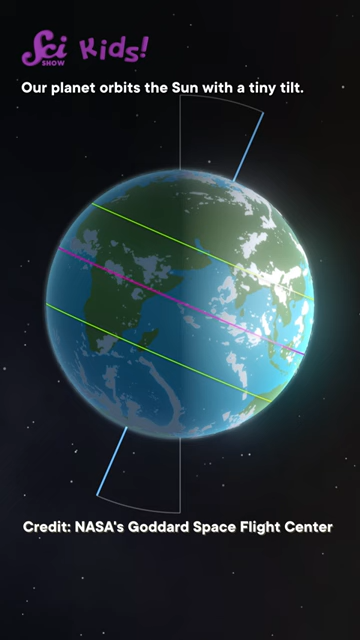 Sci Kids!
SHOW
Our planet orbits the Sun with a tiny tilt.
Credit: NASA's Goddard Space Flight Center